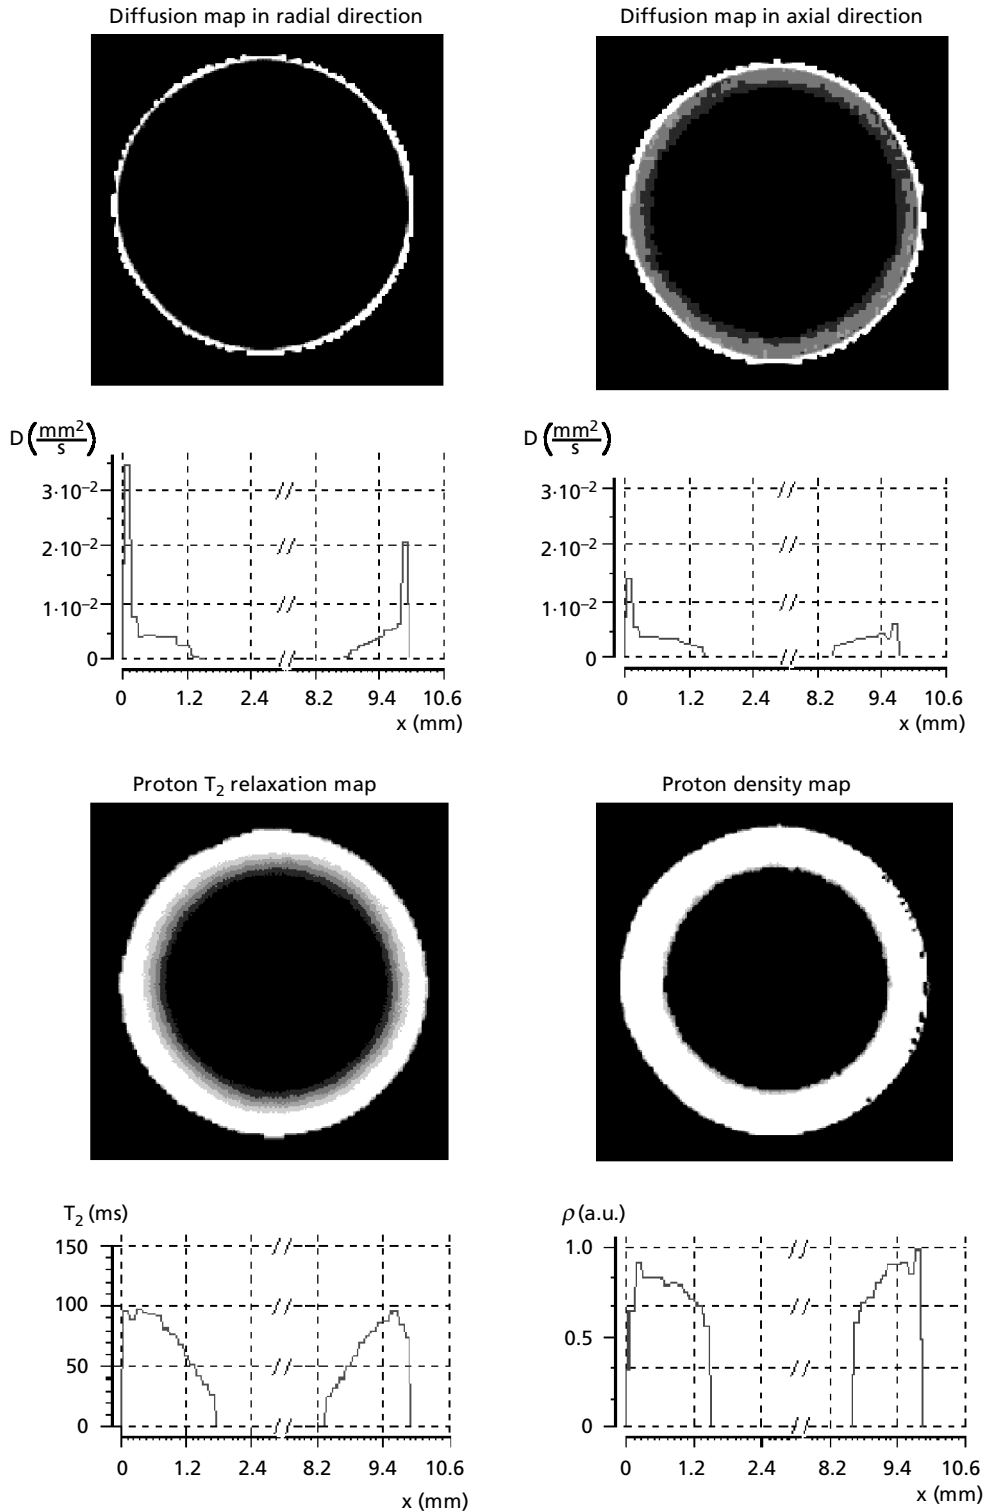 Diffusion map in radial direction
Diffusion map in axial direction
D (mm²/s)
3·10⁻²
2·10⁻²
1·10⁻²
0
0 1.2 2.4 8.2 9.4 10.6
x (mm)
D (mm²/s)
3·10⁻²
2·10⁻²
1·10⁻²
0
0 1.2 2.4 8.2 9.4 10.6
x (mm)
Proton T₂ relaxation map
Proton density map
T₂ (ms)
150
100
50
0
0 1.2 2.4 8.2 9.4 10.6
x (mm)
ρ (a.u.)
1.0
0.5
0
0 1.2 2.4 8.2 9.4 10.6
x (mm)